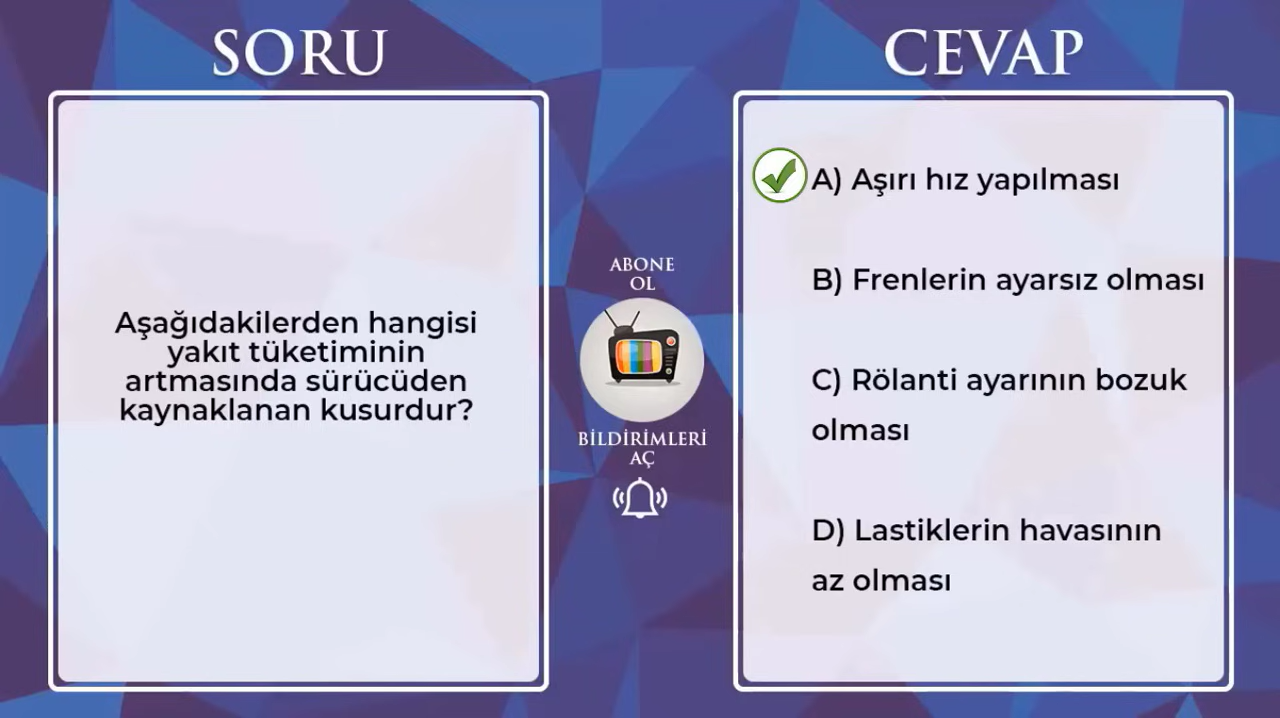 SORU
Aşağıdakilerden hangisi
yakıt tüketiminin
artmasında sürücüden
kaynaklanan kusurdur?
ABONE
OL
BİLDİRİMLERİ
AÇ
CEVAP
A) Aşırı hız yapılması
B) Frenlerin ayarsız olması
C) Rölanti ayarının bozuk
olması
D) Lastiklerin havasının
az olması